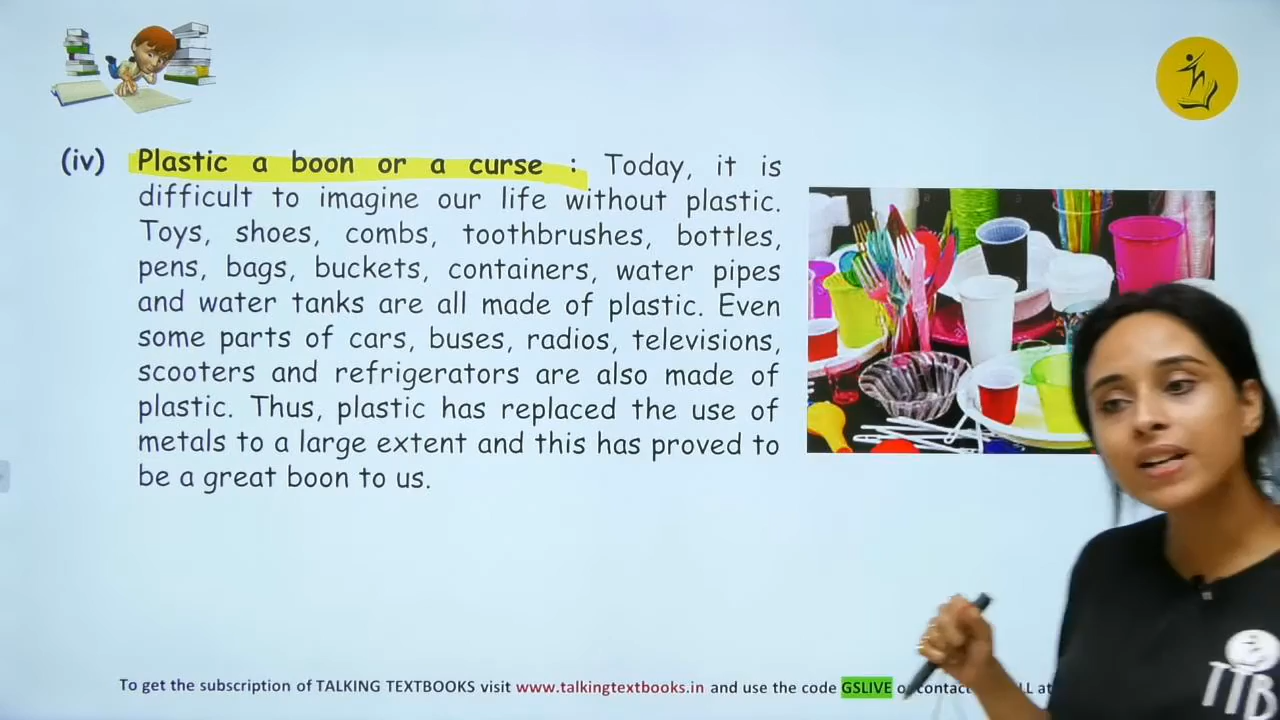 (iv) Plastic a boon or a curse : Today, it is
difficult to imagine our life without plastic.
Toys, shoes, combs, toothbrushes, bottles,
pens, bags, buckets, containers, water pipes
and water tanks are all made of plastic. Even
some parts of cars, buses, radios, televisions,
scooters and refrigerators are also made of
plastic. Thus, plastic has replaced the use of
metals to a large extent and this has proved to
be a great boon to us.
To get the subscription of TALKING TEXTBOOKS visit www.talkingtextbooks.in and use the code GSLIVE contact at
TTB